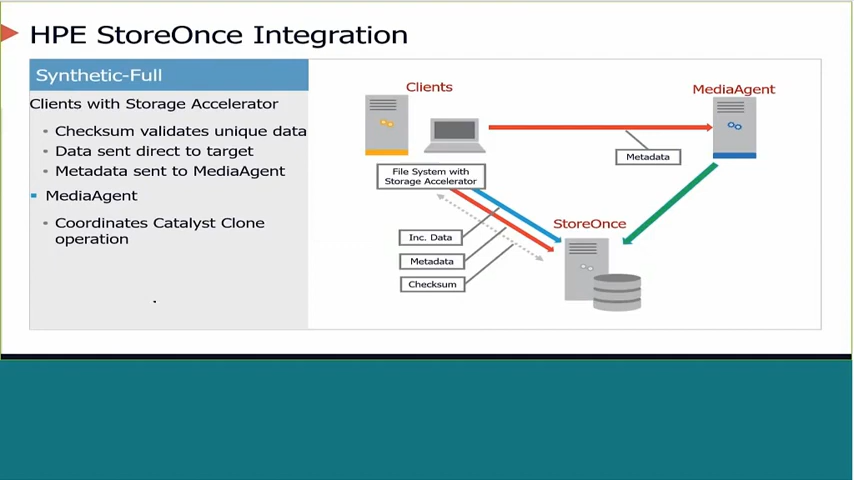 HPE StoreOnce Integration
Synthetic-Full
Clients with Storage Accelerator
Checksum validates unique data
Data sent direct to target
Metadata sent to MediaAgent
MediaAgent
Coordinates Catalyst Clone
operation
Clients
MediaAgent
Metadata
File System with
Storage Accelerator
StoreOnce
Inc. Data
Metadata
Checksum